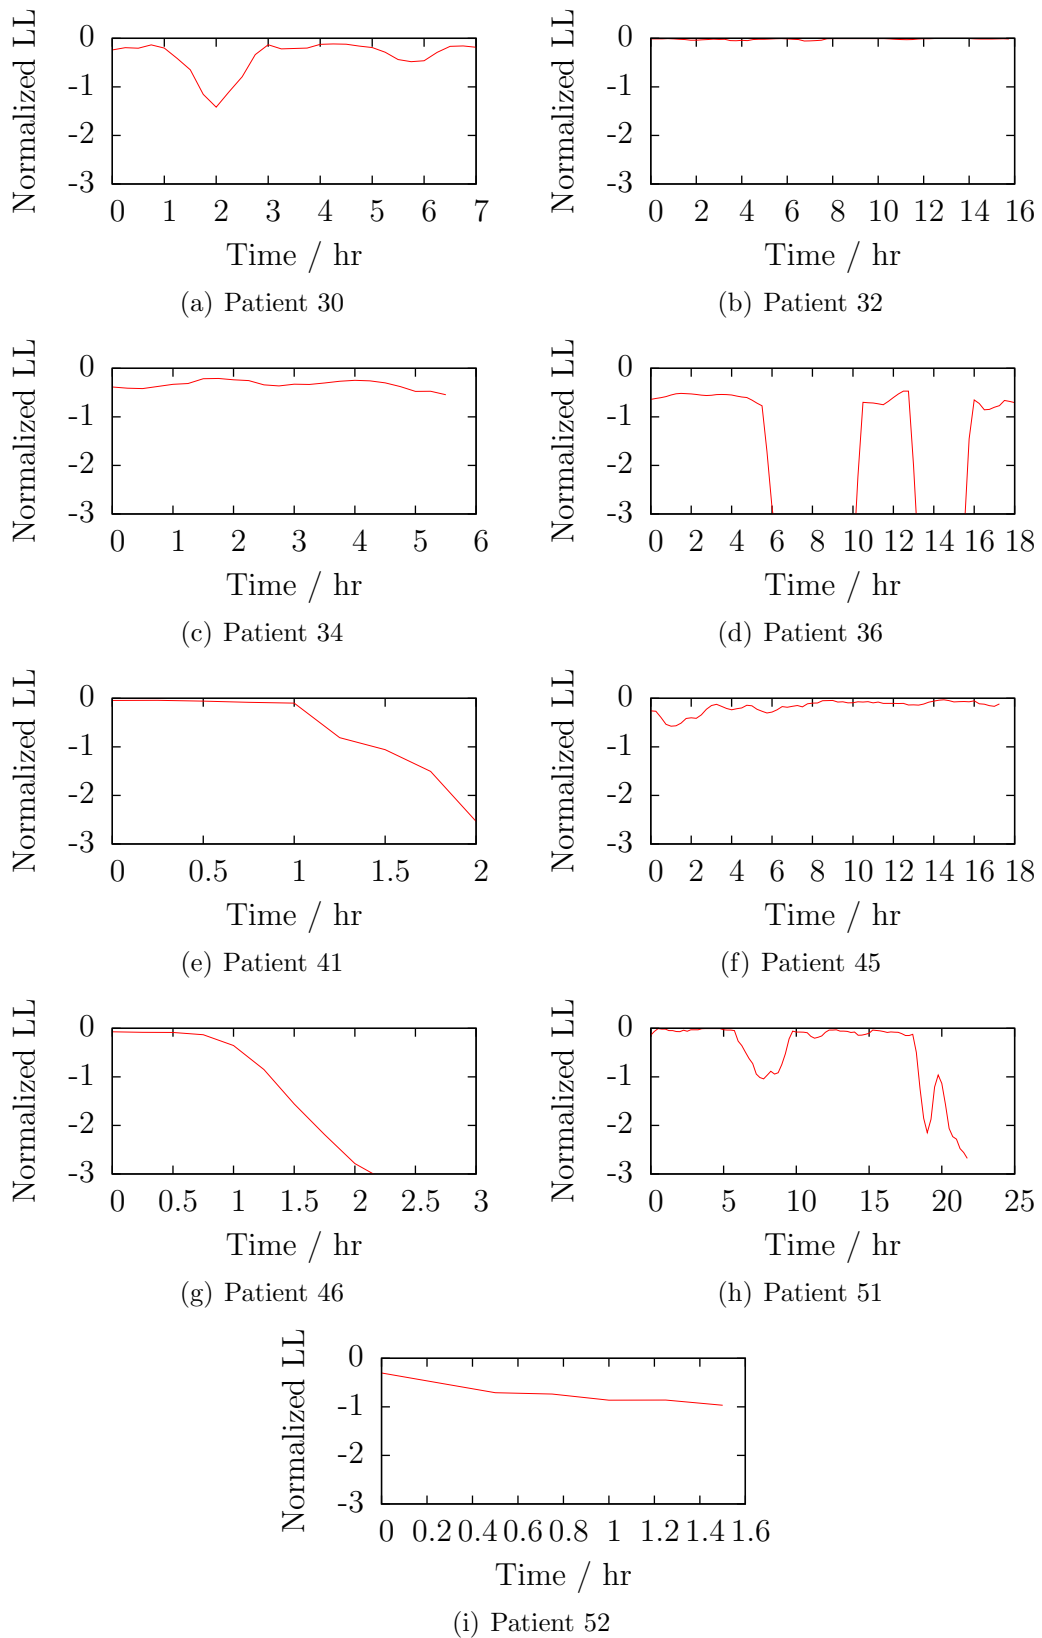 Normalized LL
0
-1
-2
-3
0 1 2 3 4 5 6 7
Time / hr
(a) Patient 30
Normalized LL
0
-1
-2
-3
0 2 4 6 8 10 12 14 16
Time / hr
(b) Patient 32
Normalized LL
0
-1
-2
-3
0 1 2 3 4 5 6
Time / hr
(c) Patient 34
Normalized LL
0
-1
-2
-3
0 2 4 6 8 10 12 14 16 18
Time / hr
(d) Patient 36
Normalized LL
0
-1
-2
-3
0 0.5 1 1.5 2
Time / hr
(e) Patient 41
Normalized LL
0
-1
-2
-3
0 2 4 6 8 10 12 14 16 18
Time / hr
(f) Patient 45
Normalized LL
0
-1
-2
-3
0 0.5 1 1.5 2 2.5 3
Time / hr
(g) Patient 46
Normalized LL
0
-1
-2
-3
0 5 10 15 20 25
Time / hr
(h) Patient 51
Normalized LL
0
-1
-2
-3
0 0.2 0.4 0.6 0.8 1 1.2 1.4 1.6
Time / hr
(i) Patient 52